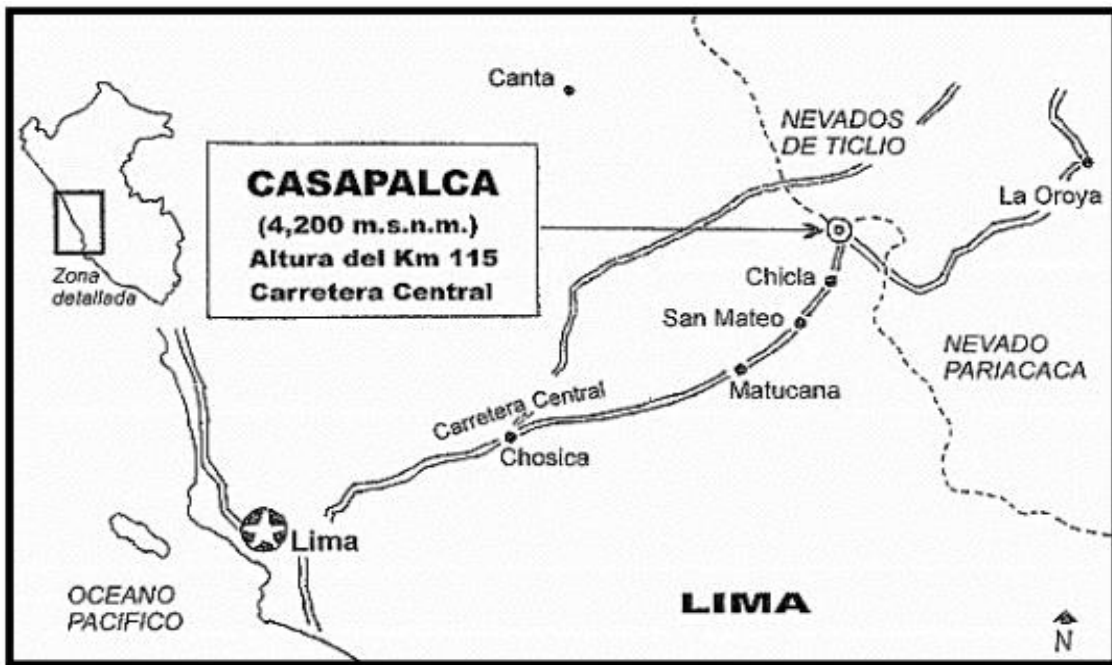 Canta
NEVADOS
DE TICLIO
La Oroya
CASAPALCA
(4,200 m.s.n.m.)
Altura del Km 115
Carretera Central
Zona
detallada
Chicla
San Mateo
NEVADO
PARIACACA
Matucana
Carretera Central
Chosica
Lima
OCEANO
PACÍFICO
LIMA
N